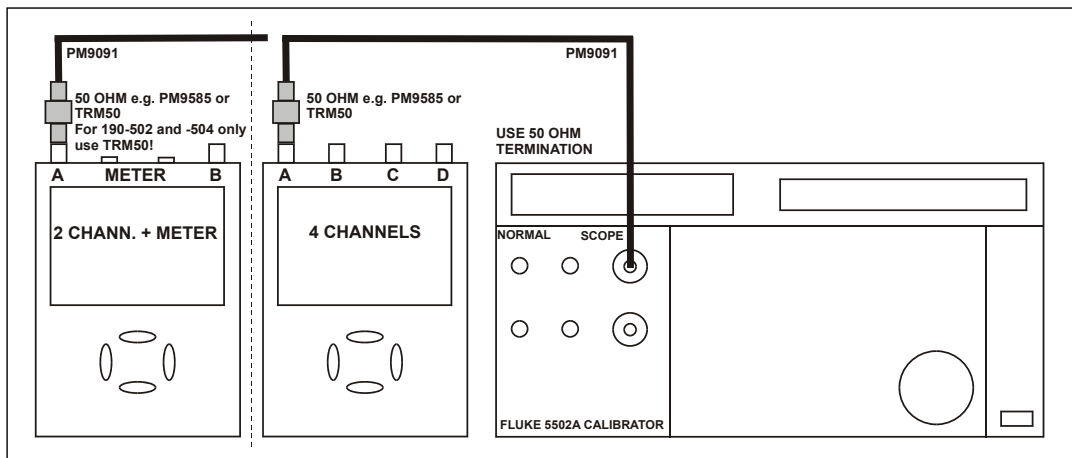 PM9091
PM9091
50 OHM e.g. PM9585 or
TRM50
For 190-502 and -504 only
use TRM50!
50 OHM e.g. PM9585 or
TRM50
USE 50 OHM
TERMINATION
A METER B
A B C D
2 CHANN. + METER
4 CHANNELS
NORMAL SCOPE
FLUKE 5502A CALIBRATOR